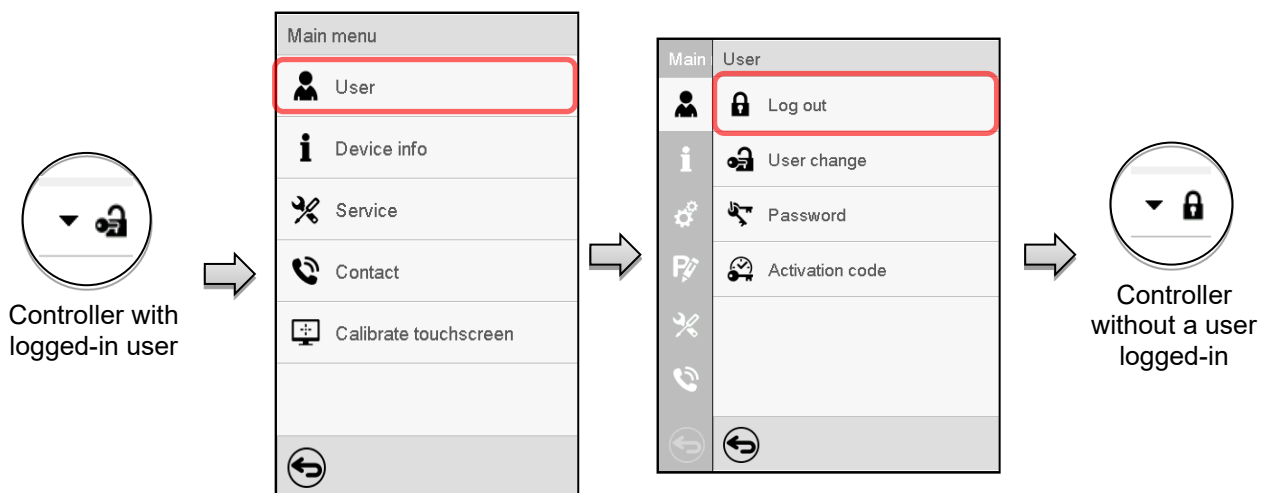 Controller with
logged-in user
Main menu
User
Device info
Service
Contact
Calibrate touchscreen
Main
User
Log out
User change
Password
Activation code
Controller
without a user
logged-in